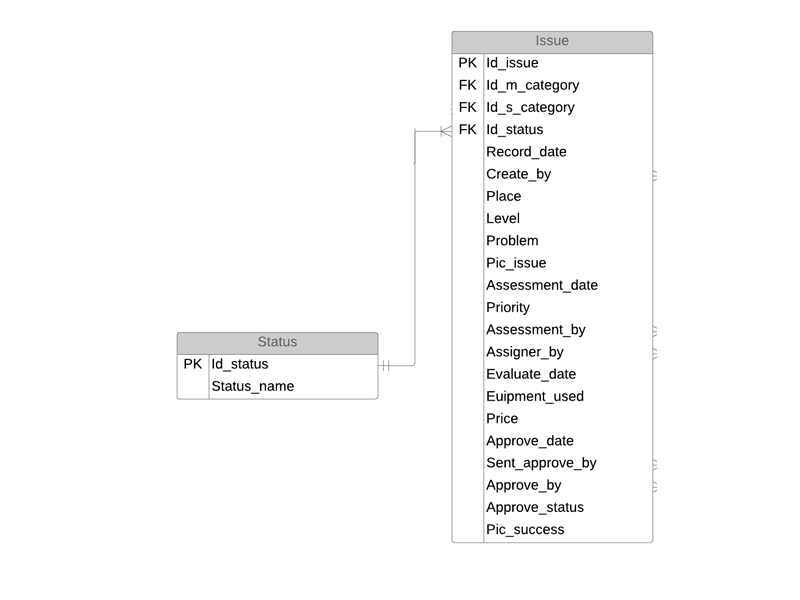 Issue
PK Id_issue
FK Id_m_category
FK Id_s_category
FK Id_status
Record_date
Create_by
Place
Level
Problem
Pic_issue
Assessment_date
Priority
Assessment_by
Assigner_by
Evaluate_date
Euipment_used
Price
Approve_date
Sent_approve_by
Approve_by
Approve_status
Pic_success
Status
PK Id_status
Status_name